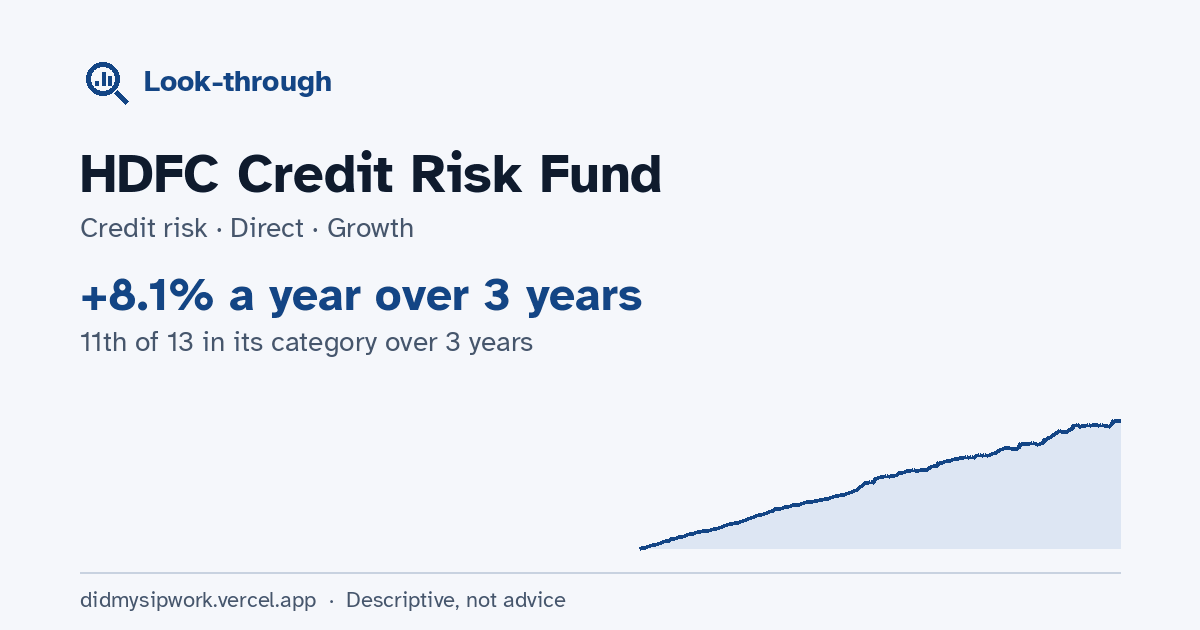 Look-through
HDFC Credit Risk Fund
Credit risk · Direct · Growth
+8.1% a year over 3 years
11th of 13 in its category over 3 years
didmysipwork.vercel.app · Descriptive, not advice